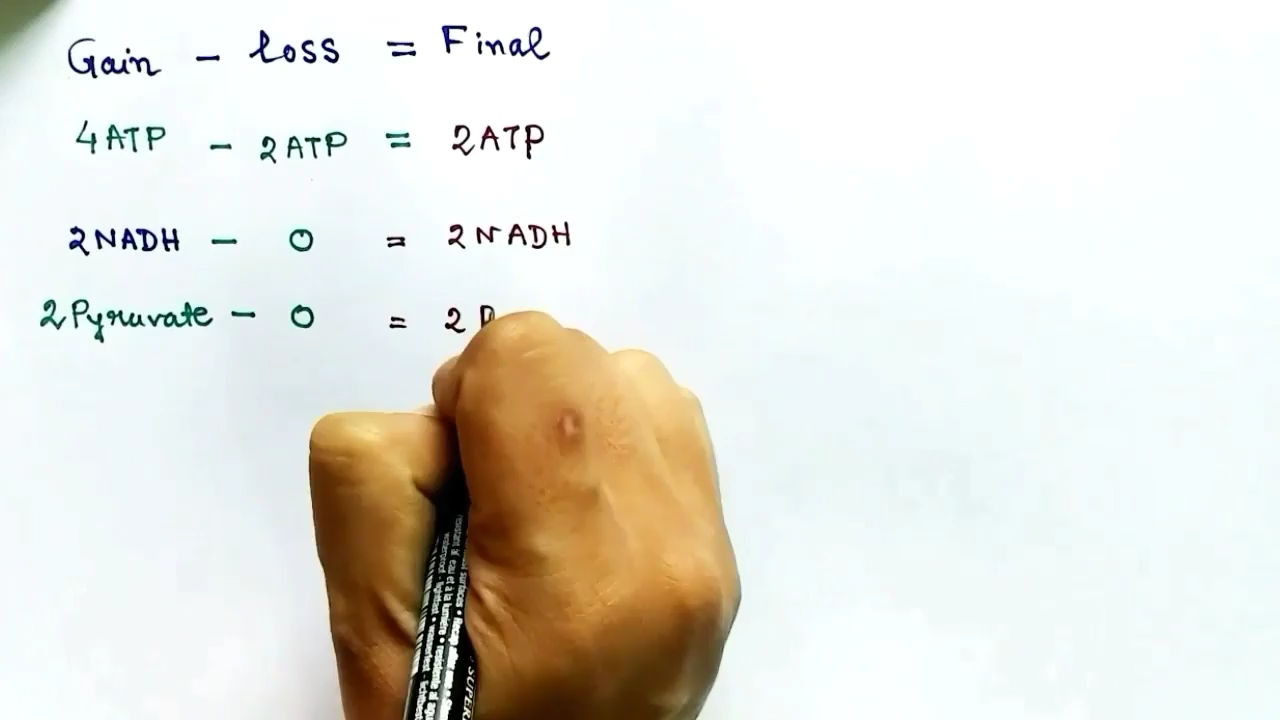 Gain - loss = Final
4ATP - 2ATP = 2ATP
2NADH - 0 = 2NADH
2Pyruvate - 0 = 2 P